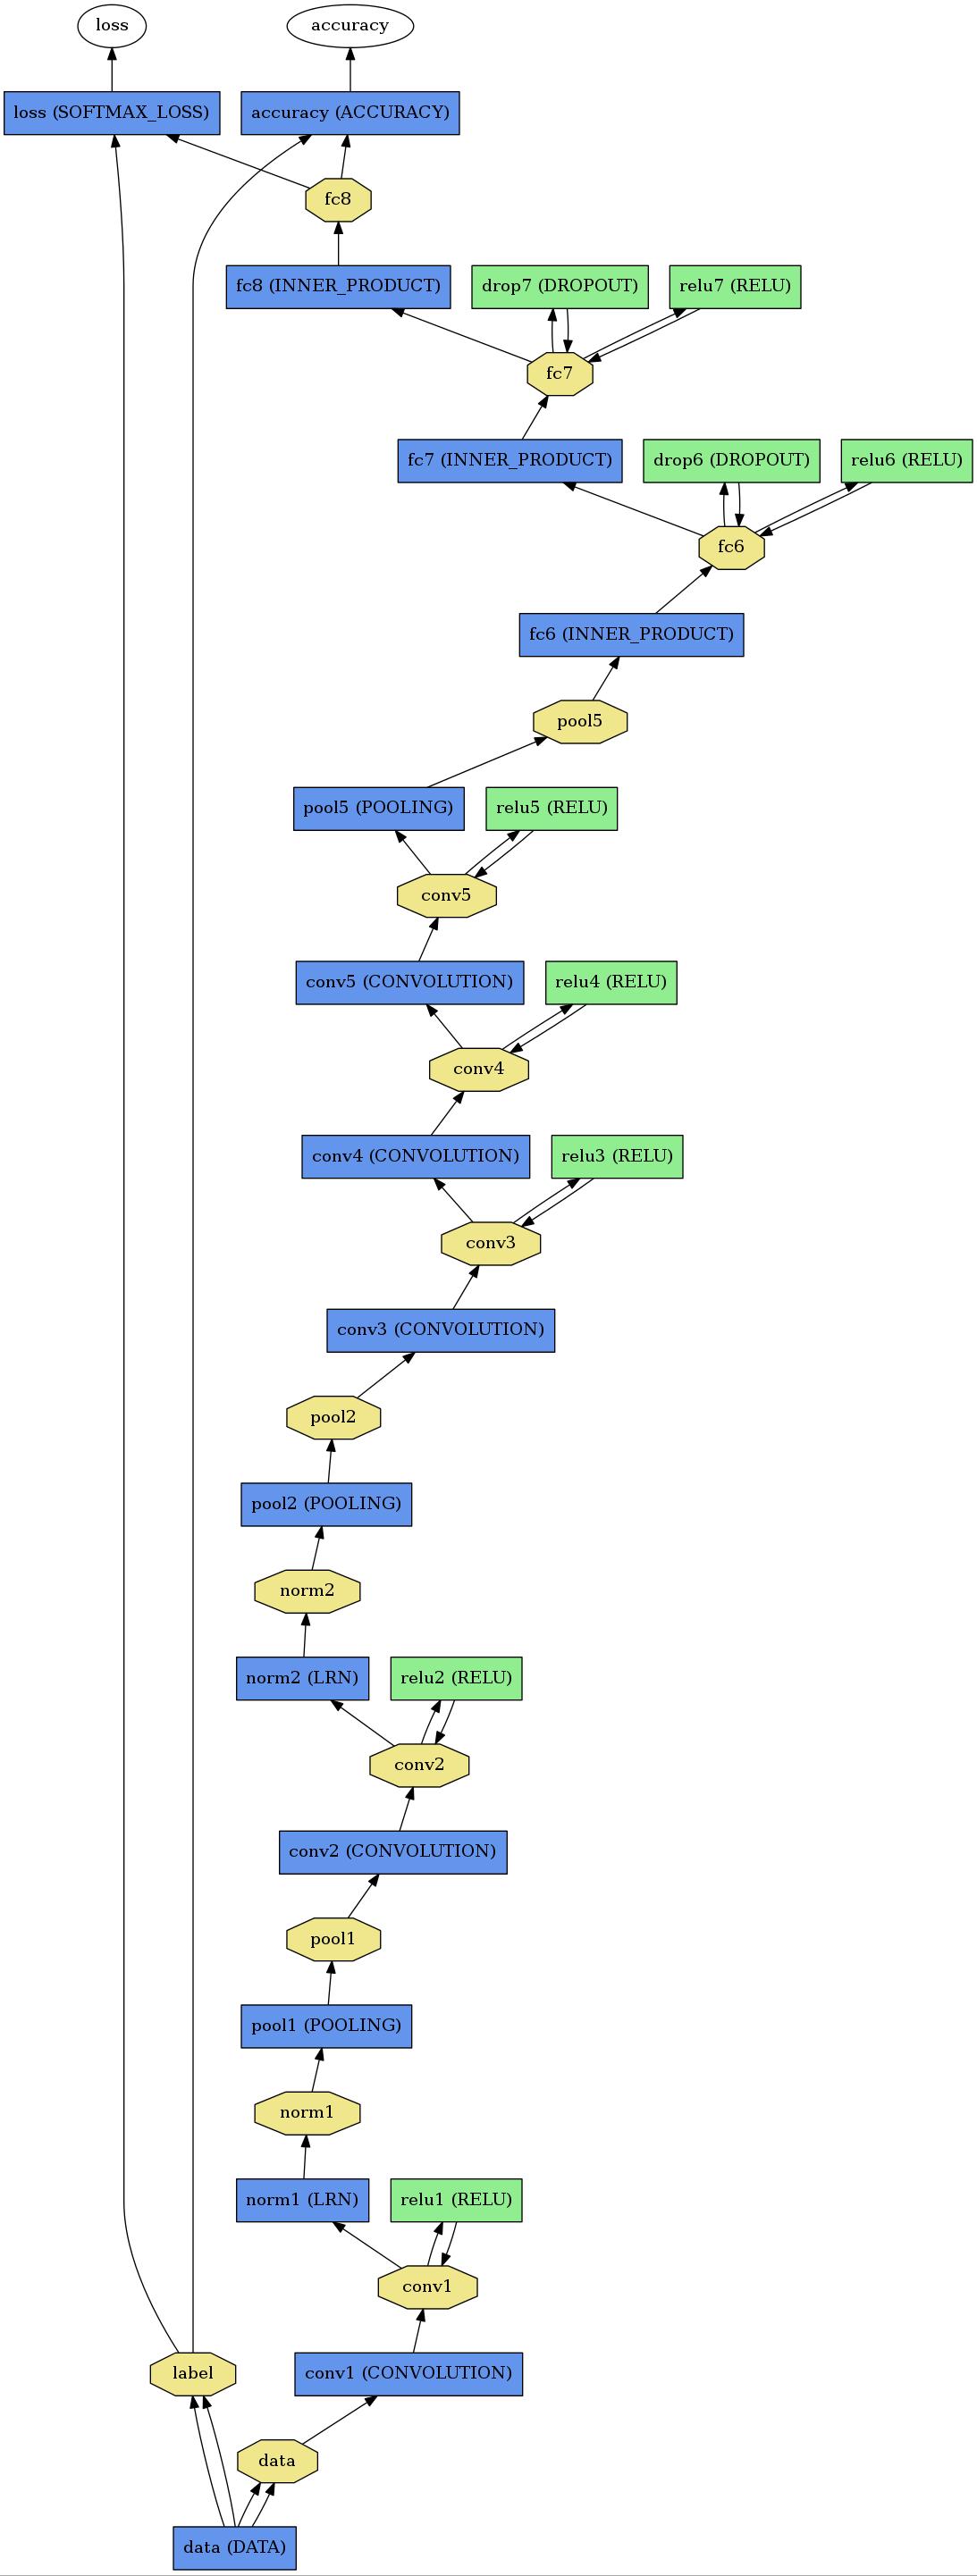 loss
accuracy
loss (SOFTMAX_LOSS)
accuracy (ACCURACY)
fc8
fc8 (INNER_PRODUCT)
drop7 (DROPOUT)
relu7 (RELU)
fc7
fc7 (INNER_PRODUCT)
drop6 (DROPOUT)
relu6 (RELU)
fc6
fc6 (INNER_PRODUCT)
pool5
pool5 (POOLING)
relu5 (RELU)
conv5
conv5 (CONVOLUTION)
relu4 (RELU)
conv4
conv4 (CONVOLUTION)
relu3 (RELU)
conv3
conv3 (CONVOLUTION)
pool2
pool2 (POOLING)
norm2
norm2 (LRN)
relu2 (RELU)
conv2
conv2 (CONVOLUTION)
pool1
pool1 (POOLING)
norm1
norm1 (LRN)
relu1 (RELU)
conv1
label
conv1 (CONVOLUTION)
data
data (DATA)